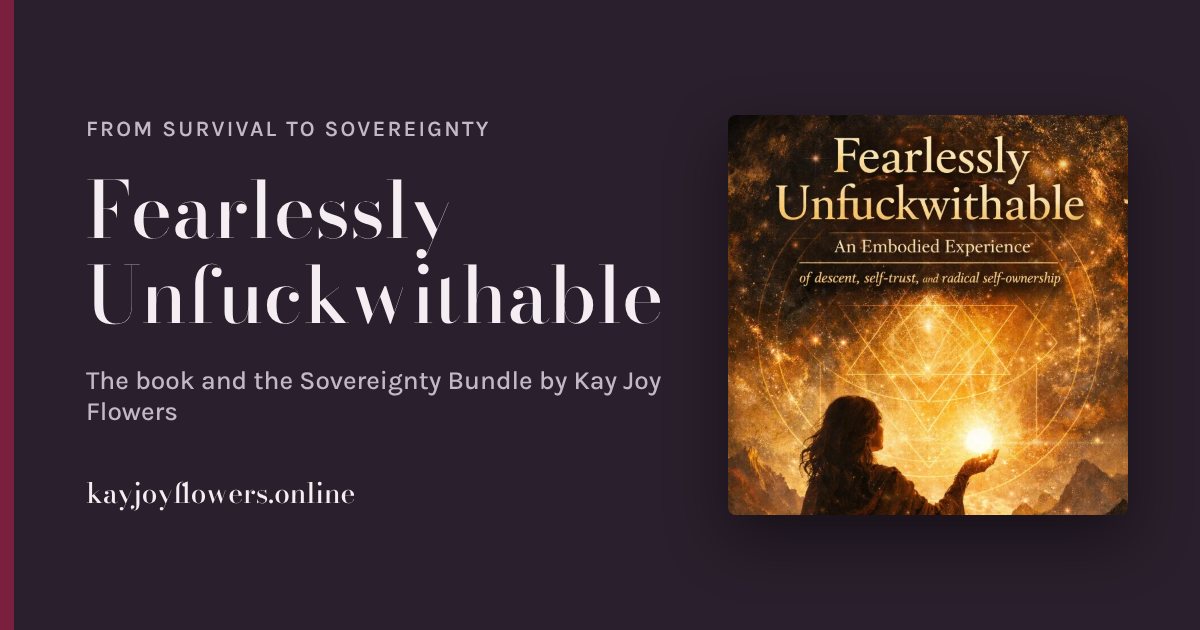 FROM SURVIVAL TO SOVEREIGNTY
Fearlessly
Unfuckwithable
The book and the Sovereignty Bundle by Kay Joy
Flowers
kayjoyflowers.online
Fearlessly
Unfuckwithable
An Embodied Experience
of descent, self-trust, and radical self-ownership